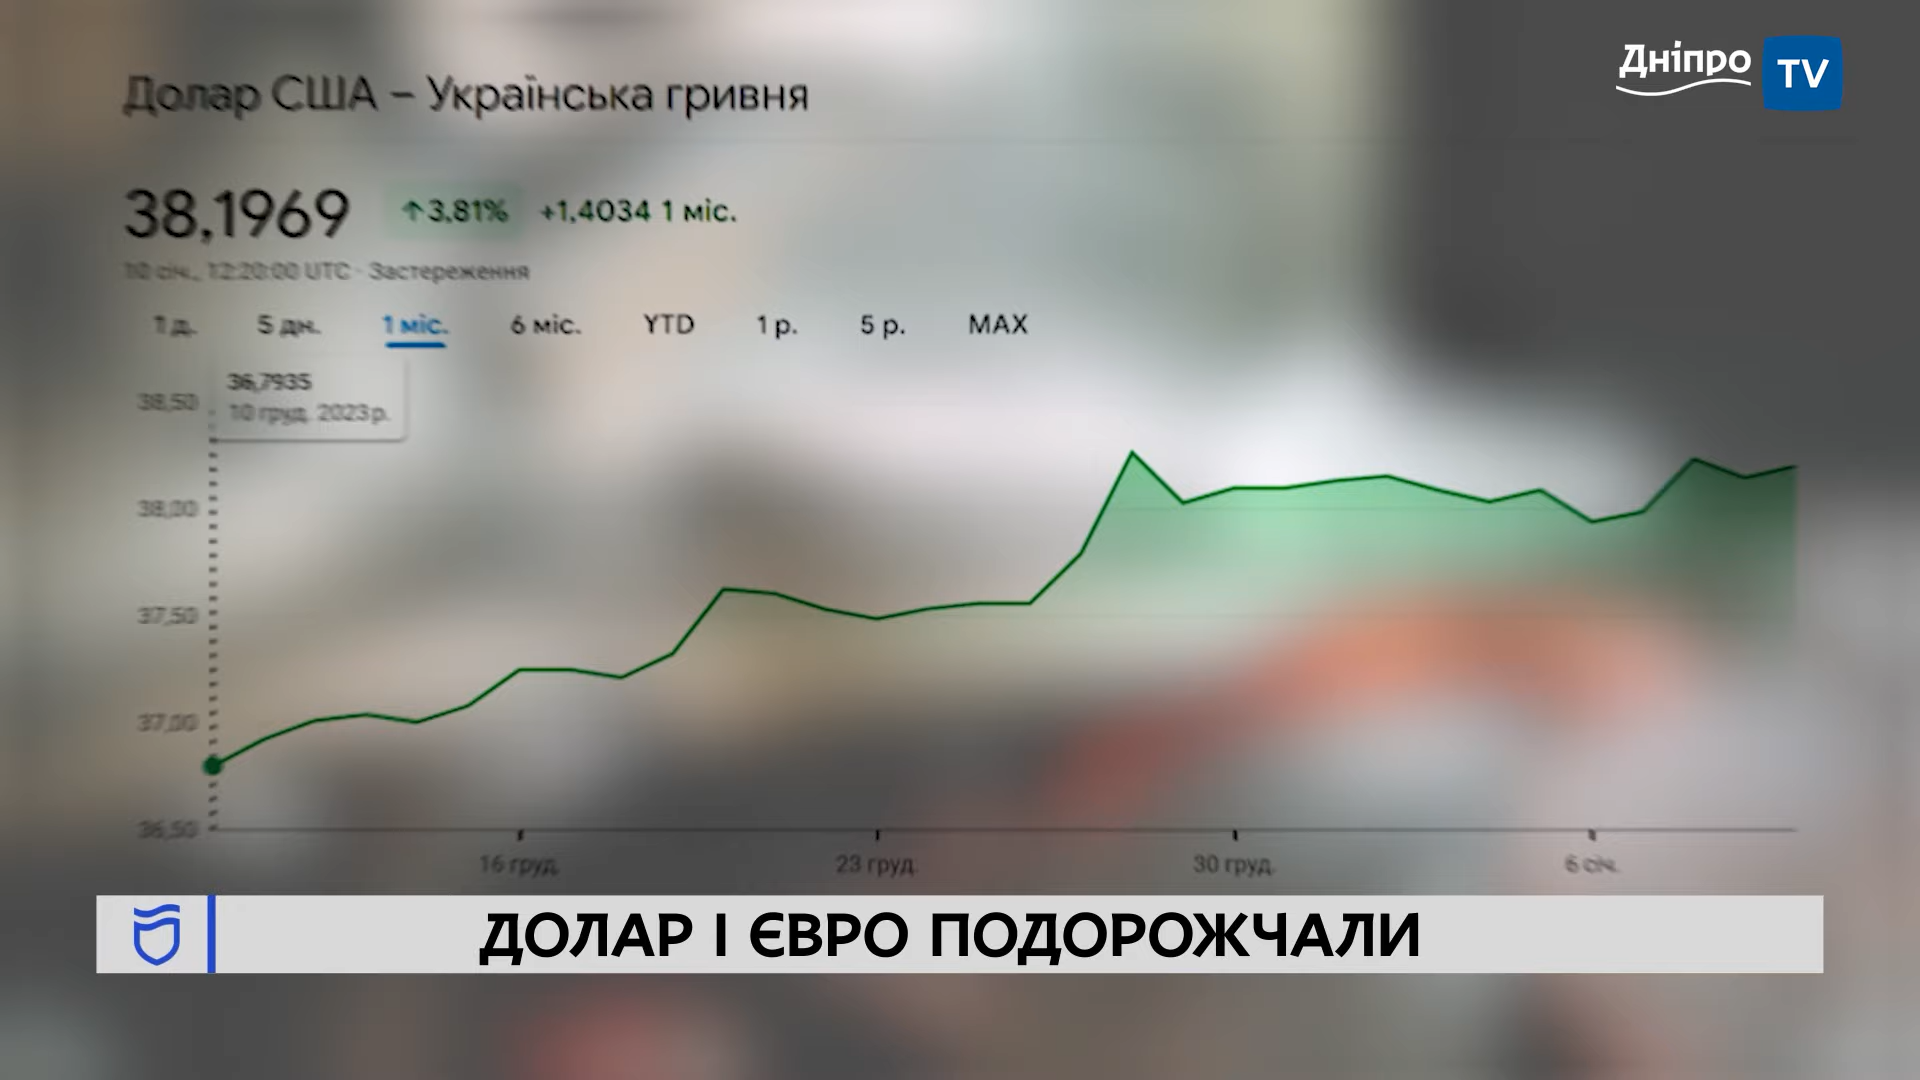 Дніпро TV
Долар США – Українська гривня
38,1969 ↑3,81% +1,4034 1 міс.
10 січ., 12:20:00 UTC · Застереження
1 д. 5 дн. 1 міс. 6 міс. YTD 1 р. 5 р. MAX
36,7935
10 груд. 2023 р.
38,50
38,00
37,50
37,00
36,50
16 груд. 23 груд. 30 груд. 6 січ.
ДОЛАР І ЄВРО ПОДОРОЖЧАЛИ